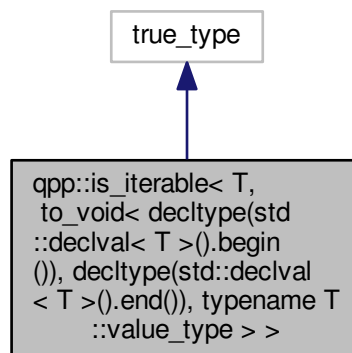 true_type
qpp::is_iterable< T,
to_void< decltype(std
::declval< T >().begin
()), decltype(std::declval
< T >().end()), typename T
::value_type > >